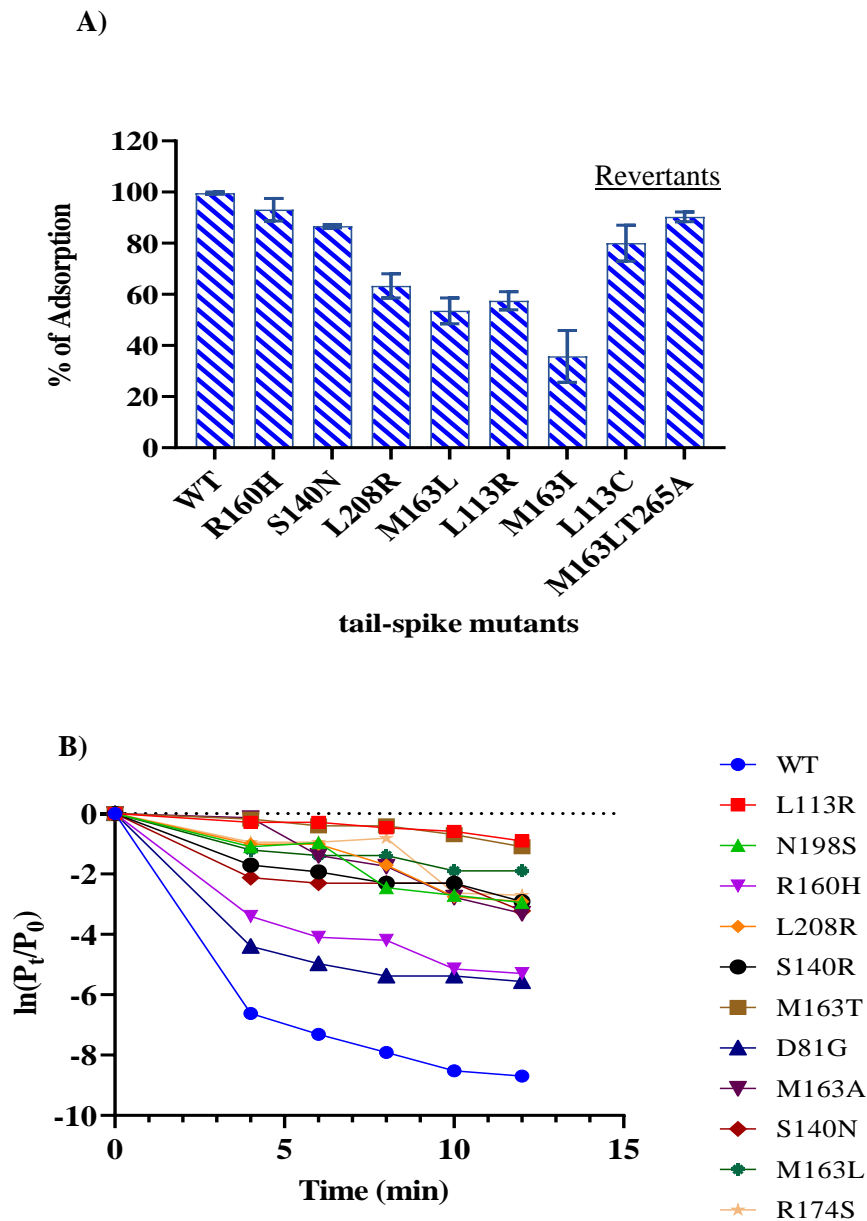 A)
120
100
80
60
40
20
0
% of Adsorption
Revertants
WT
R160H
S140N
L208R
M163L
L113R
M163I
L113C
M163LT265A
tail-spike mutants
B)
0
-2
-4
-6
-8
-10
ln(Pt/P0)
0 5 10 15
Time (min)
WT
L113R
N198S
R160H
L208R
S140R
M163T
D81G
M163A
S140N
M163L
R174S